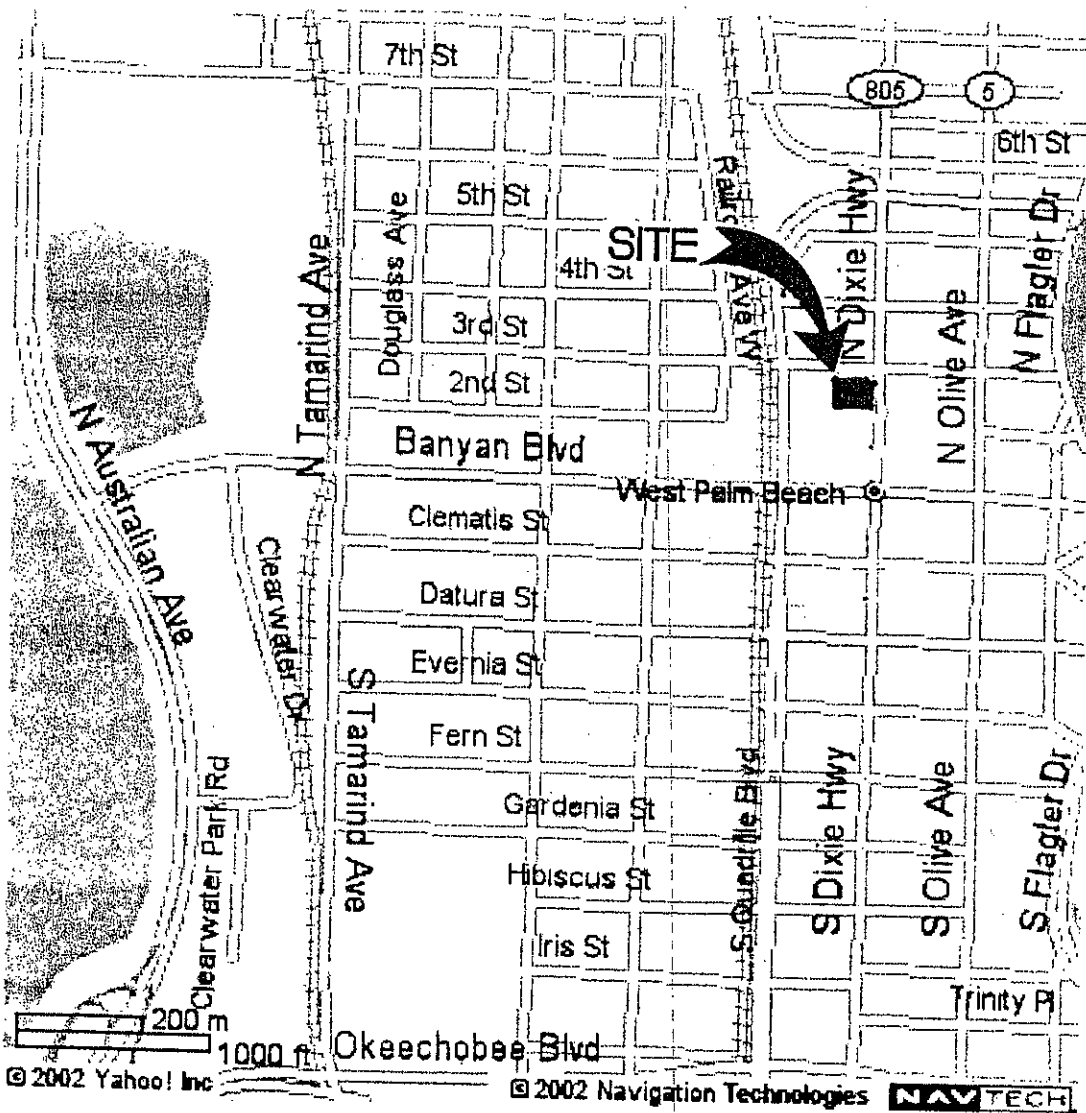 7th St
805
5
6th St
5th St
Douglass Ave
N Dixie Hwy
N Flagler Dr
SITE
4th St
Ave W
N Tamarind Ave
3rd St
N Olive Ave
2nd St
Banyan Blvd
N Australian Ave
West Palm Beach
Clematis St
Clearwater Dr
Datura St
Evernia St
S Tamarind Ave
Fern St
S Dixie Hwy
S Olive Ave
S Flagler Dr
Clearwater Park Rd
Gardenia St
Hibiscus St
Iris St
Trinity Pl
200 m
1000 ft
Okeechobee Blvd
© 2002 Yahoo! Inc
© 2002 Navigation Technologies
NAVTECH